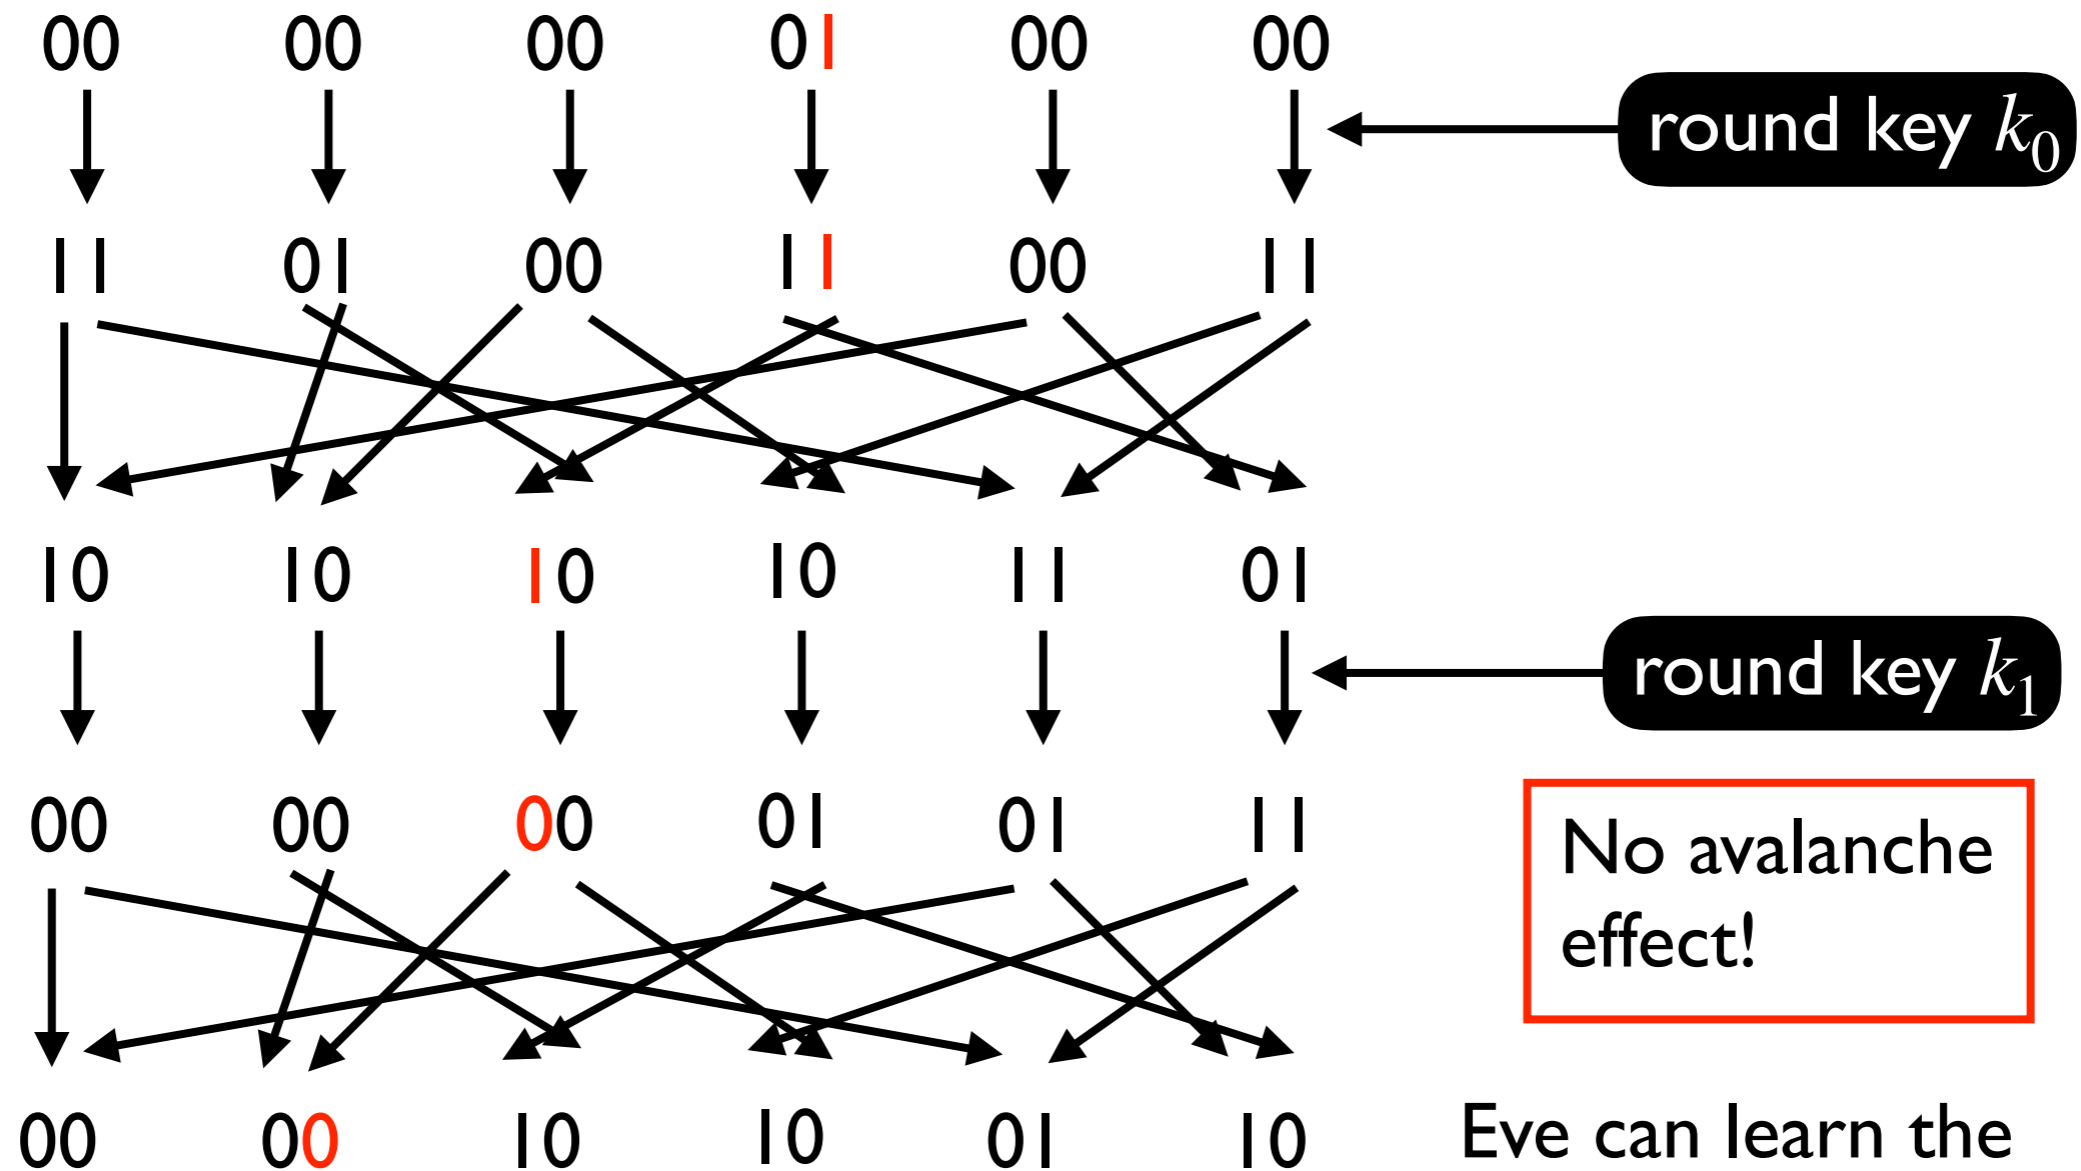 00 00 00 01 00 00
round key k₀
11 01 00 11 00 11
10 10 10 10 11 01
round key k₁
00 00 00 01 01 11
No avalanche
effect!
00 00 10 10 01 10
Eve can learn the